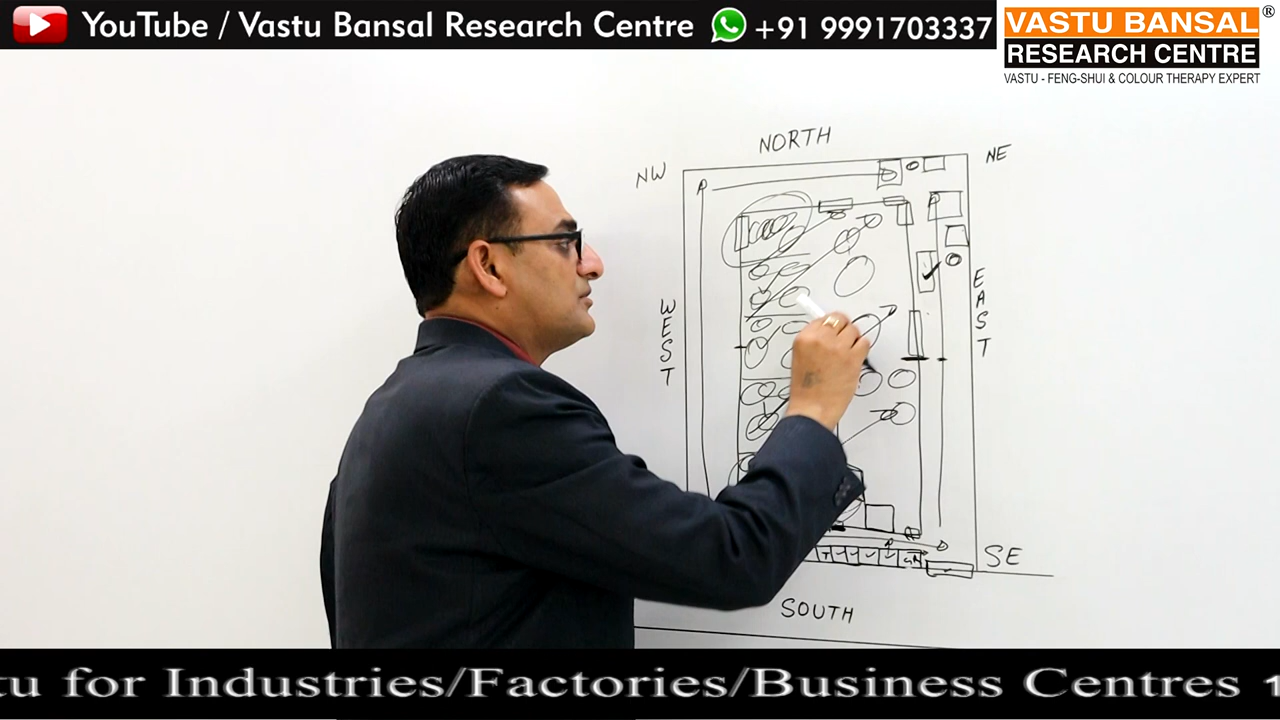 YouTube / Vastu Bansal Research Centre +91 9991703337
VASTU BANSAL®
RESEARCH CENTRE
VASTU - FENG-SHUI & COLOUR THERAPY EXPERT
NORTH
NW
NE
P
WEST
EAST
SE
SOUTH
tu for Industries/Factories/Business Centres 1